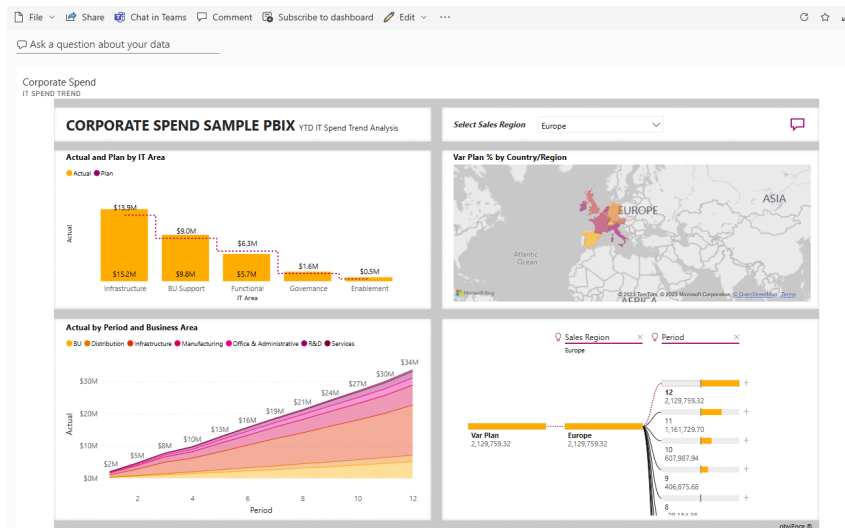 File Share Chat in Teams Comment Subscribe to dashboard Edit ...
Ask a question about your data
Corporate Spend
IT SPEND TREND
CORPORATE SPEND SAMPLE PBIX YTD IT Spend Trend Analysis
Select Sales Region Europe
Actual and Plan by IT Area
Actual Plan
$13.9M
$9.0M
$6.3M
$1.6M
$0.5M
Actual
$15.2M $9.8M $5.7M
Infrastructure BU Support Functional Governance Enablement
IT Area
Var Plan % by Country/Region
EUROPE
ASIA
Atlantic
Ocean
AFRICA
Microsoft Bing
© 2023 TomTom, © 2023 Microsoft Corporation, © OpenStreetMap Terms
Actual by Period and Business Area
BU Distribution Infrastructure Manufacturing Office & Administrative R&D Services
$34M
$30M
$27M
$24M
$21M
$19M
$16M
$13M
$10M
$8M
$5M
$2M
$30M
$20M
$10M
$0M
Actual
2 4 6 8 10 12
Period
Sales Region × Period ×
Europe
Var Plan
2,129,759.32
Europe
2,129,759.32
12
2,129,759.32
11
1,161,729.70
10
607,987.94
9
406,875.68
8
obviEnce ©